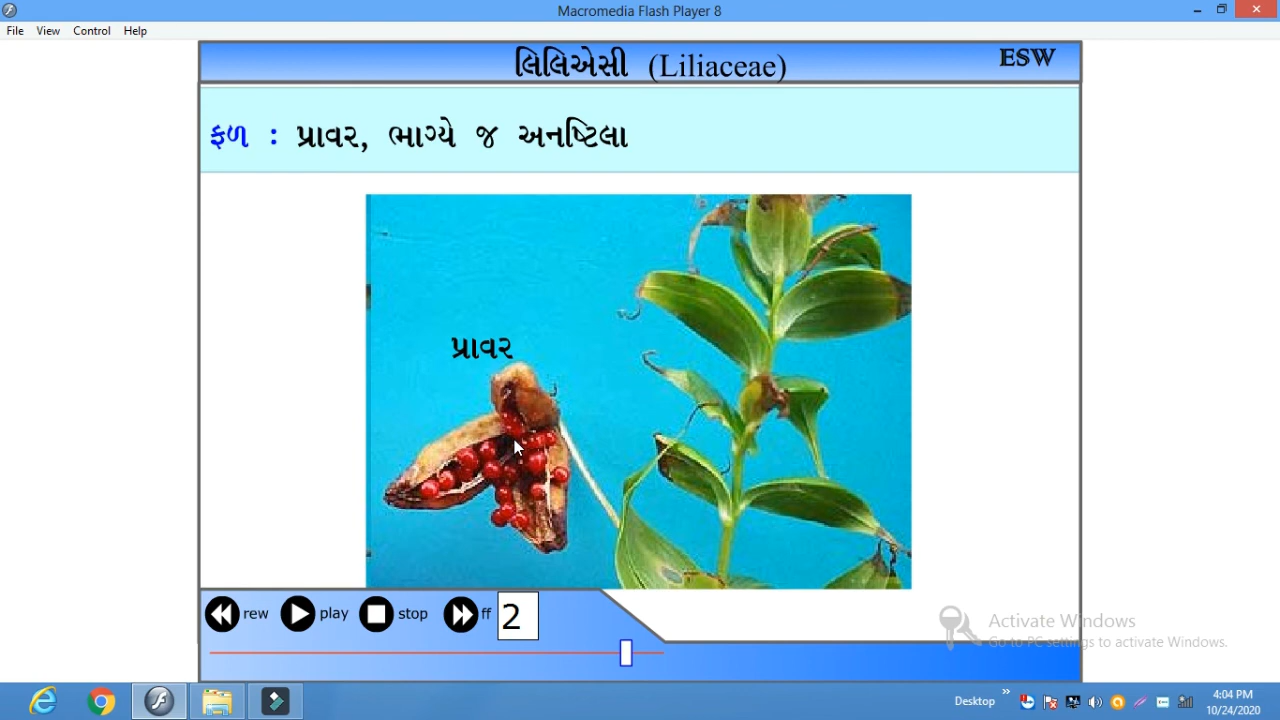 Macromedia Flash Player 8
File View Control Help
લિલિએસી (Liliaceae)
ESW
ફળ : પ્રાવર, ભાગ્યે જ અનષ્ટિલા
પ્રાવર
rew play stop ff 2
Activate Windows
Go to PC settings to activate Windows.
Desktop
4:04 PM
10/24/2020